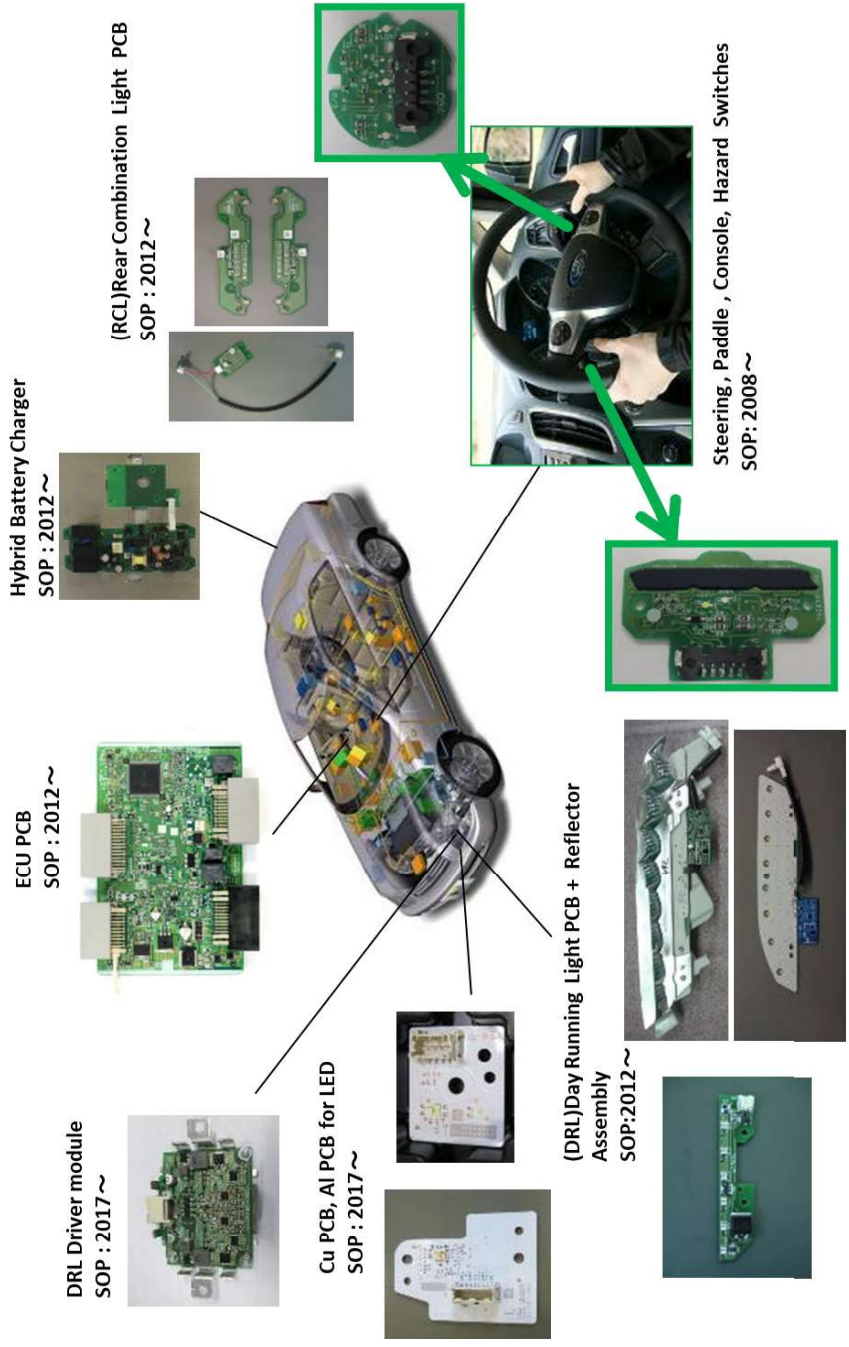 DRL Driver module
SOP : 2017～
ECU PCB
SOP : 2012～
Hybrid Battery Charger
SOP : 2012～
(RCL)Rear Combination Light PCB
SOP : 2012～
Cu PCB, Al PCB for LED
SOP : 2017～
(DRL)Day Running Light PCB + Reflector
Assembly
SOP:2012～
Steering, Paddle , Console, Hazard Switches
SOP: 2008～